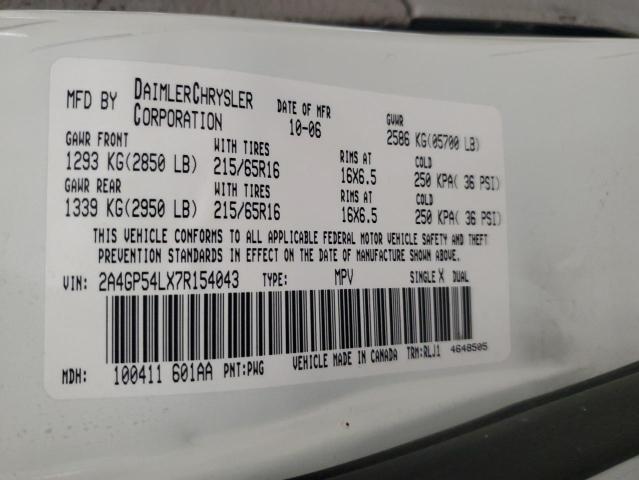 MFD BY DAIMLERCHRYSLER CORPORATION DATE OF MFR 10-06 GVWR 2586 KG(05700 LB)
GAWR FRONT WITH TIRES RIMS AT COLD
1293 KG(2850 LB) 215/65R16 16X6.5 250 KPA( 36 PSI)
GAWR REAR WITH TIRES RIMS AT COLD
1339 KG(2950 LB) 215/65R16 16X6.5 250 KPA( 36 PSI)
THIS VEHICLE CONFORMS TO ALL APPLICABLE FEDERAL MOTOR VEHICLE SAFETY AND THEFT
PREVENTION STANDARDS IN EFFECT ON THE DATE OF MANUFACTURE SHOWN ABOVE.
VIN: 2A4GP54LX7R154043 TYPE: MPV SINGLE X DUAL
MDH: 100411 601AA PNT:PWG VEHICLE MADE IN CANADA TRM:RLJ1 4648505